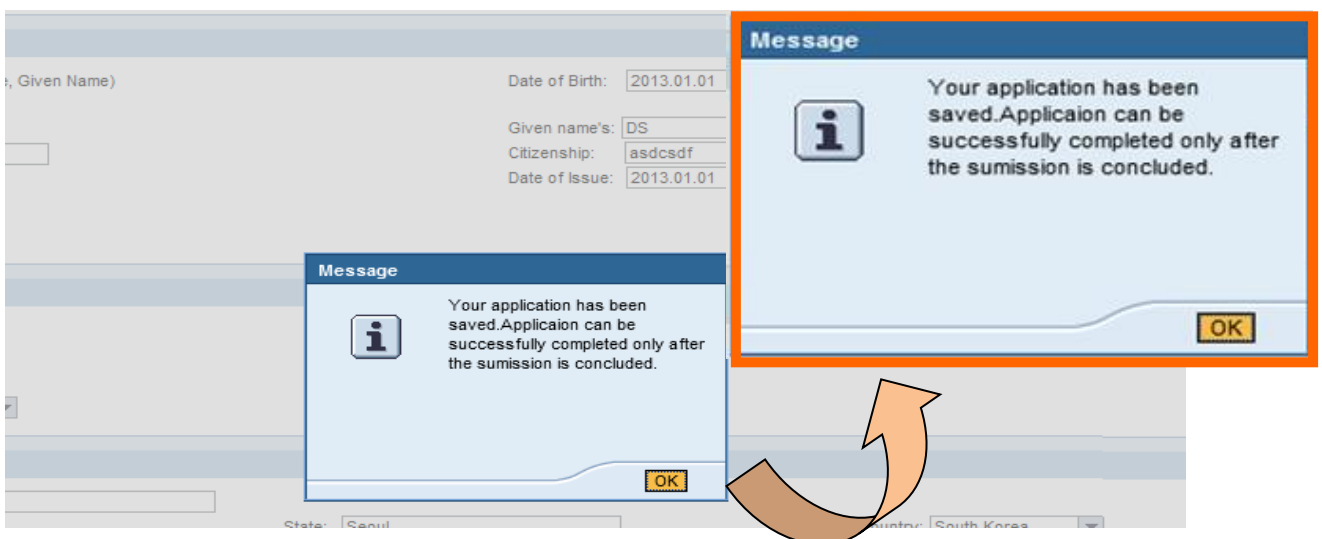 , Given Name)
Date of Birth: 2013.01.01
Given name's: DS
Citizenship: asdcsdf
Date of Issue: 2013.01.01
Message
Your application has been
saved.Applicaion can be
successfully completed only after
the sumission is concluded.
OK
Message
Your application has been
saved.Applicaion can be
successfully completed only after
the sumission is concluded.
OK
State: Seoul
untry: South Korea